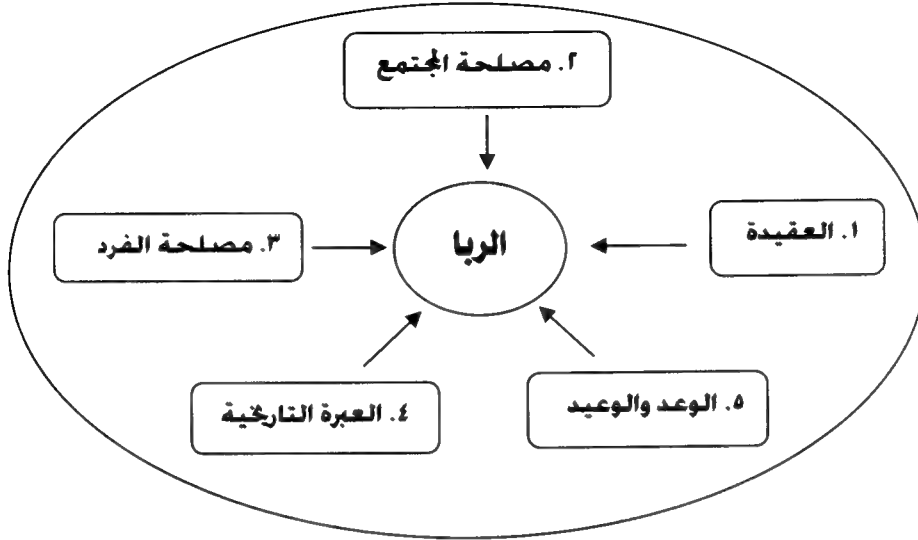 ٢. مصلحة المجتمع
١. العقيدة
الربا
٣. مصلحة الفرد
٥. الوعد والوعيد
٤. العبرة التاريخية